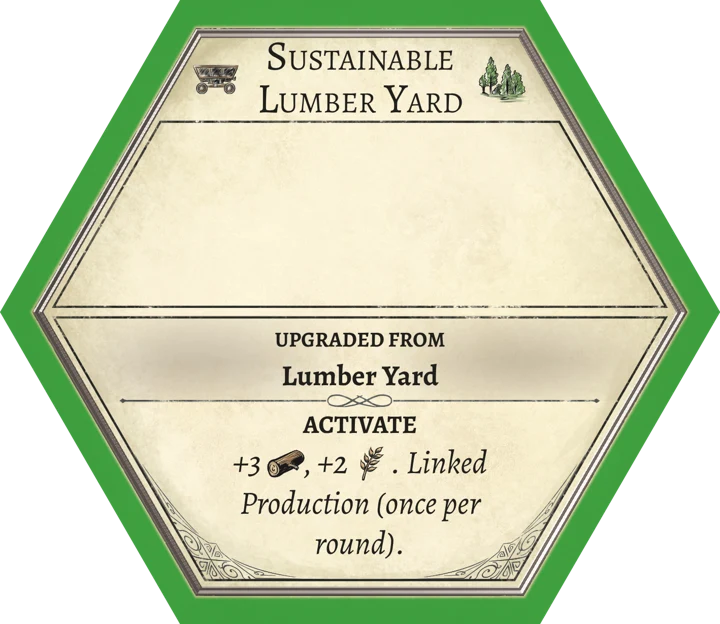 Sustainable
Lumber Yard
UPGRADED FROM
Lumber Yard
ACTIVATE
+3 , +2 . Linked
Production (once per
round).